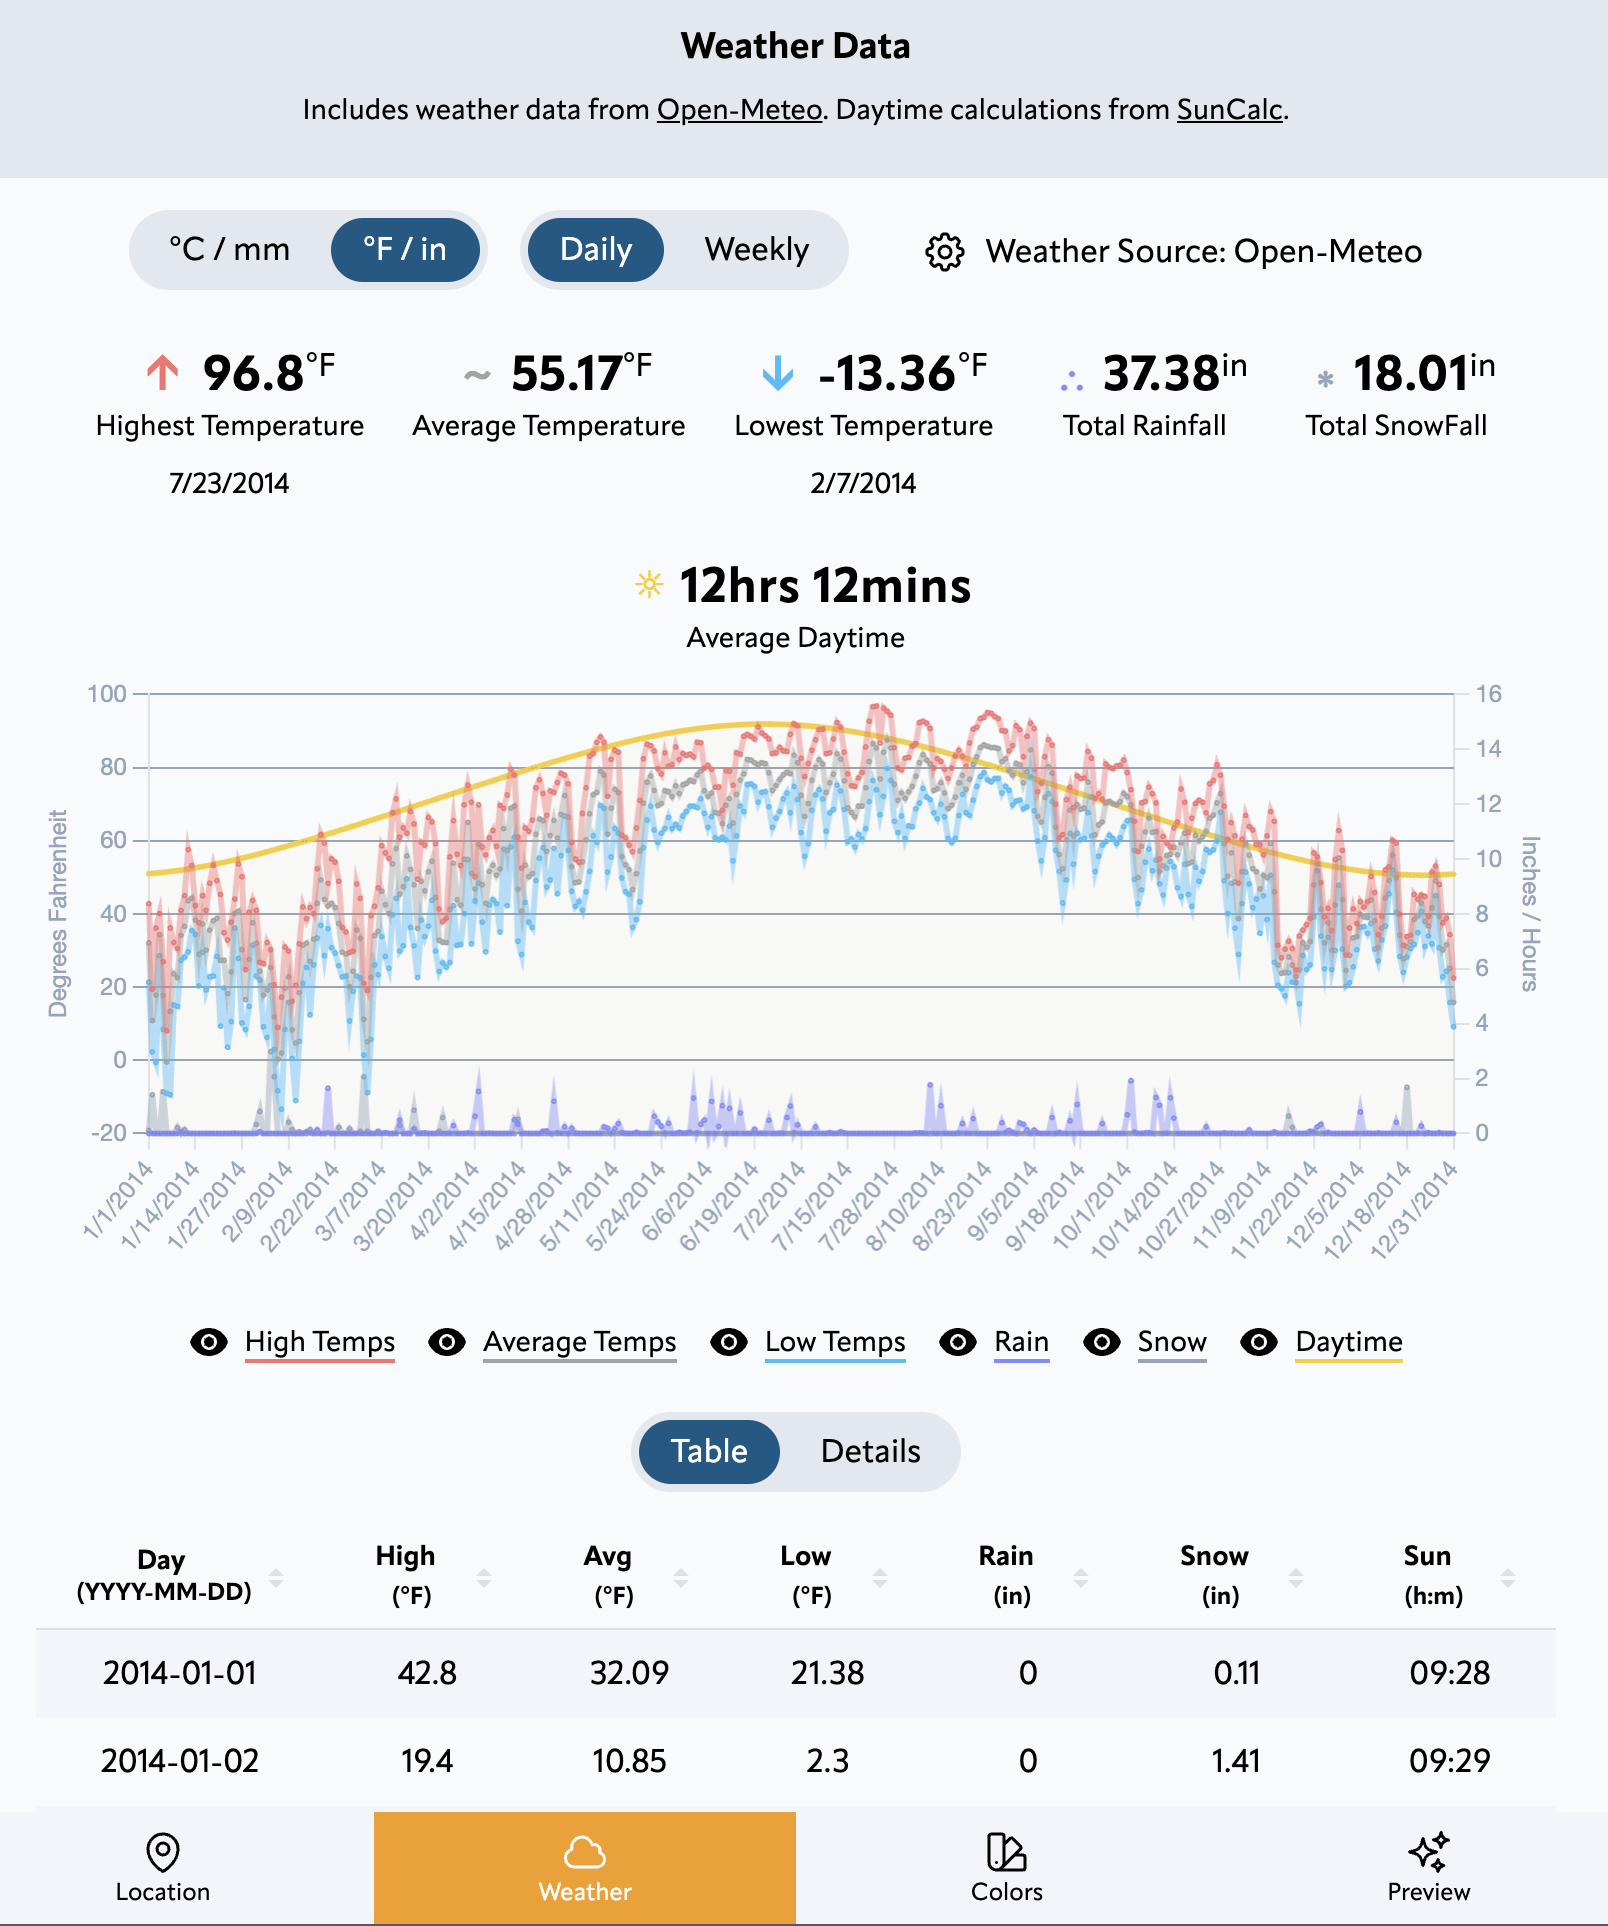 Weather Data
Includes weather data from Open-Meteo. Daytime calculations from SunCalc.
°C / mm °F / in Daily Weekly Weather Source: Open-Meteo
96.8°F ~ 55.17°F -13.36°F 37.38in * 18.01in
Highest Temperature Average Temperature Lowest Temperature Total Rainfall Total SnowFall
7/23/2014 2/7/2014
12hrs 12mins
Average Daytime
100 16
80 14
60 12
40 10
20 8
0 6
-20 4
2
0
Degrees Fahrenheit
Inches / Hours
1/1/2014 1/14/2014 1/27/2014 2/9/2014 2/22/2014 3/7/2014 3/20/2014 4/2/2014 4/15/2014 4/28/2014 5/11/2014 5/24/2014 6/6/2014 6/19/2014 7/2/2014 7/15/2014 7/28/2014 8/10/2014 8/23/2014 9/5/2014 9/18/2014 10/1/2014 10/14/2014 10/27/2014 11/9/2014 11/22/2014 12/5/2014 12/18/2014 12/31/2014
High Temps Average Temps Low Temps Rain Snow Daytime
Table Details
Day High Avg Low Rain Snow Sun
(YYYY-MM-DD) (°F) (°F) (°F) (in) (in) (h:m)
2014-01-01 42.8 32.09 21.38 0 0.11 09:28
2014-01-02 19.4 10.85 2.3 0 1.41 09:29
Location Weather Colors Preview